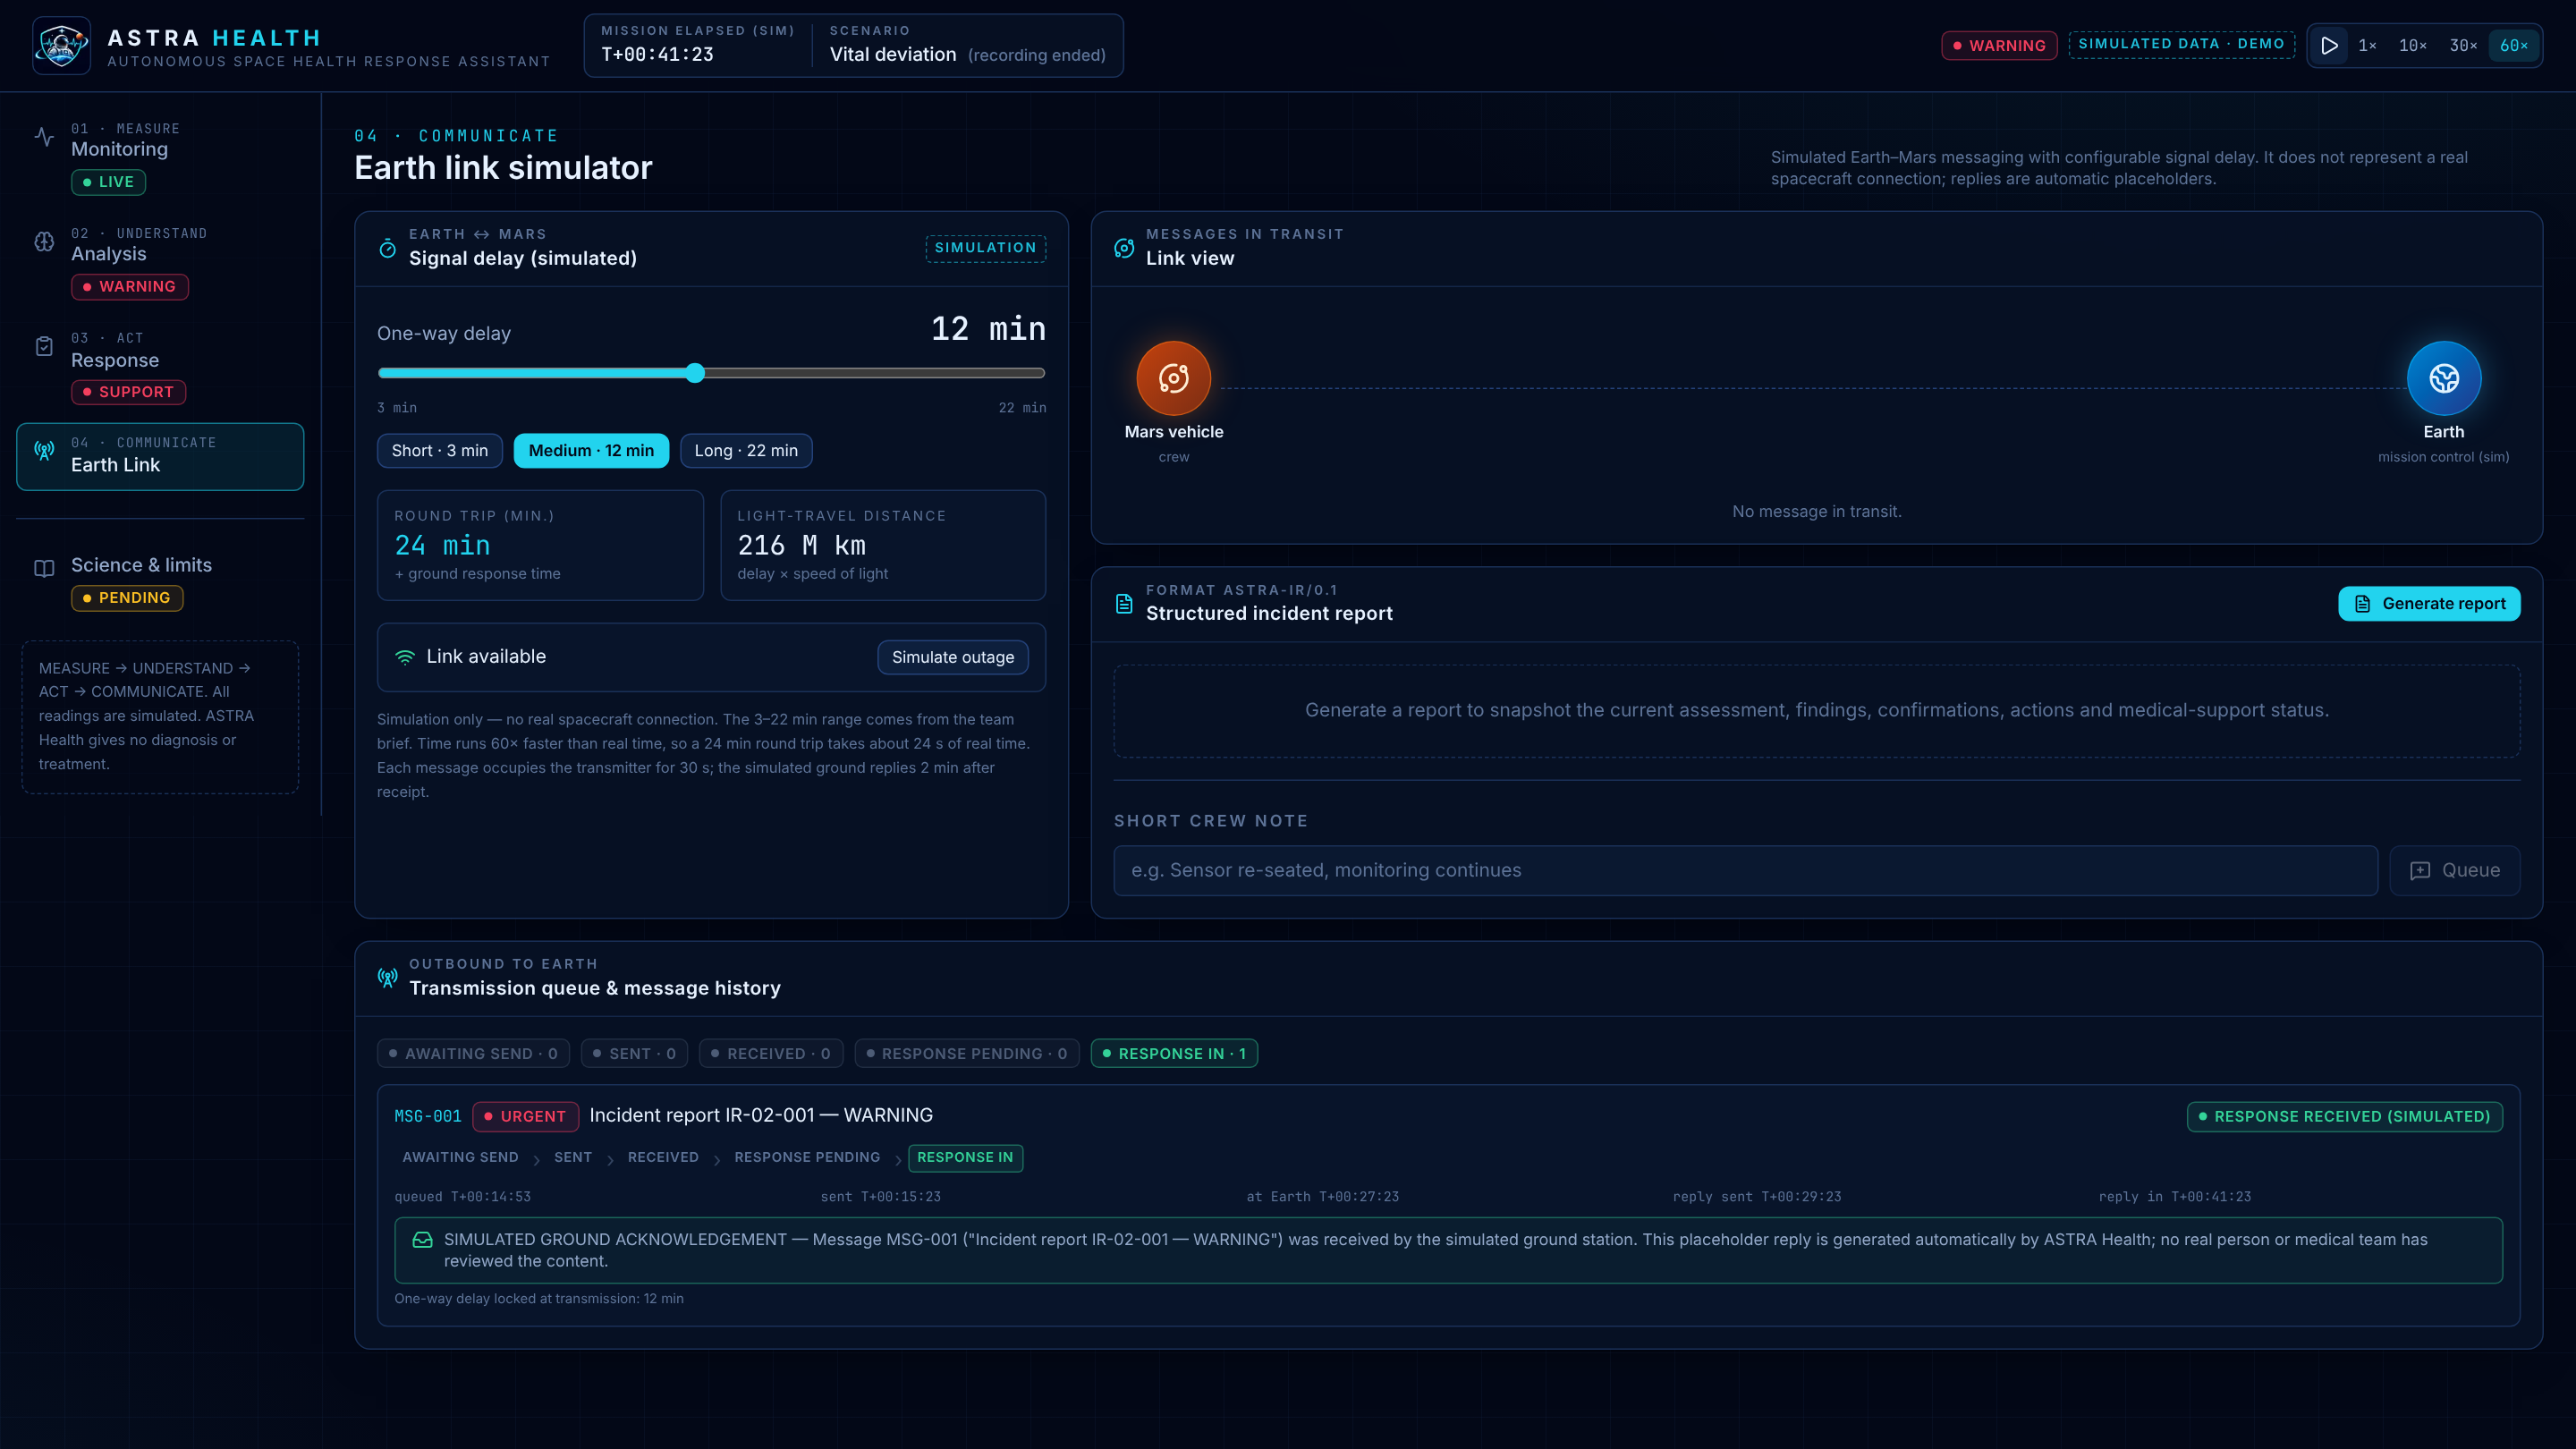 ASTRA HEALTH
AUTONOMOUS SPACE HEALTH RESPONSE ASSISTANT
MISSION ELAPSED (SIM)
T+00:41:23
SCENARIO
Vital deviation (recording ended)
WARNING
SIMULATED DATA · DEMO
1×
10×
30×
60×
01 · MEASURE
Monitoring
LIVE
02 · UNDERSTAND
Analysis
WARNING
03 · ACT
Response
SUPPORT
04 · COMMUNICATE
Earth Link
Science & limits
PENDING
MEASURE → UNDERSTAND →
ACT → COMMUNICATE. All
readings are simulated. ASTRA
Health gives no diagnosis or
treatment.
04 · COMMUNICATE
Earth link simulator
Simulated Earth–Mars messaging with configurable signal delay. It does not represent a real
spacecraft connection; replies are automatic placeholders.
EARTH ↔ MARS
Signal delay (simulated)
SIMULATION
One-way delay
12 min
3 min
22 min
Short · 3 min
Medium · 12 min
Long · 22 min
ROUND TRIP (MIN.)
24 min
+ ground response time
LIGHT-TRAVEL DISTANCE
216 M km
delay × speed of light
Link available
Simulate outage
Simulation only — no real spacecraft connection. The 3–22 min range comes from the team
brief. Time runs 60× faster than real time, so a 24 min round trip takes about 24 s of real time.
Each message occupies the transmitter for 30 s; the simulated ground replies 2 min after
receipt.
MESSAGES IN TRANSIT
Link view
Mars vehicle
crew
Earth
mission control (sim)
No message in transit.
FORMAT ASTRA-IR/0.1
Structured incident report
Generate report
Generate a report to snapshot the current assessment, findings, confirmations, actions and medical-support status.
SHORT CREW NOTE
e.g. Sensor re-seated, monitoring continues
Queue
OUTBOUND TO EARTH
Transmission queue & message history
AWAITING SEND · 0
SENT · 0
RECEIVED · 0
RESPONSE PENDING · 0
RESPONSE IN · 1
MSG-001
URGENT
Incident report IR-02-001 — WARNING
RESPONSE RECEIVED (SIMULATED)
AWAITING SEND › SENT › RECEIVED › RESPONSE PENDING › RESPONSE IN
queued T+00:14:53
sent T+00:15:23
at Earth T+00:27:23
reply sent T+00:29:23
reply in T+00:41:23
SIMULATED GROUND ACKNOWLEDGEMENT — Message MSG-001 ("Incident report IR-02-001 — WARNING") was received by the simulated ground station. This placeholder reply is generated automatically by ASTRA Health; no real person or medical team has
reviewed the content.
One-way delay locked at transmission: 12 min